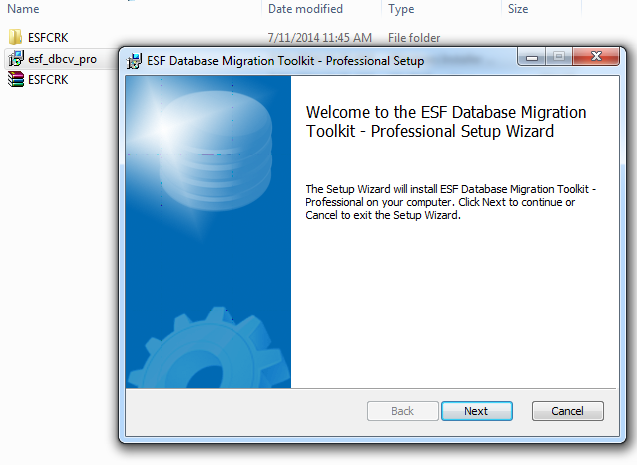 Name Date modified Type Size
ESFCRK 7/11/2014 11:45 AM File folder
esf_dbcv_pro
ESFCRK
ESF Database Migration Toolkit - Professional Setup
Welcome to the ESF Database Migration
Toolkit - Professional Setup Wizard
The Setup Wizard will install ESF Database Migration Toolkit -
Professional on your computer. Click Next to continue or
Cancel to exit the Setup Wizard.
Back Next Cancel